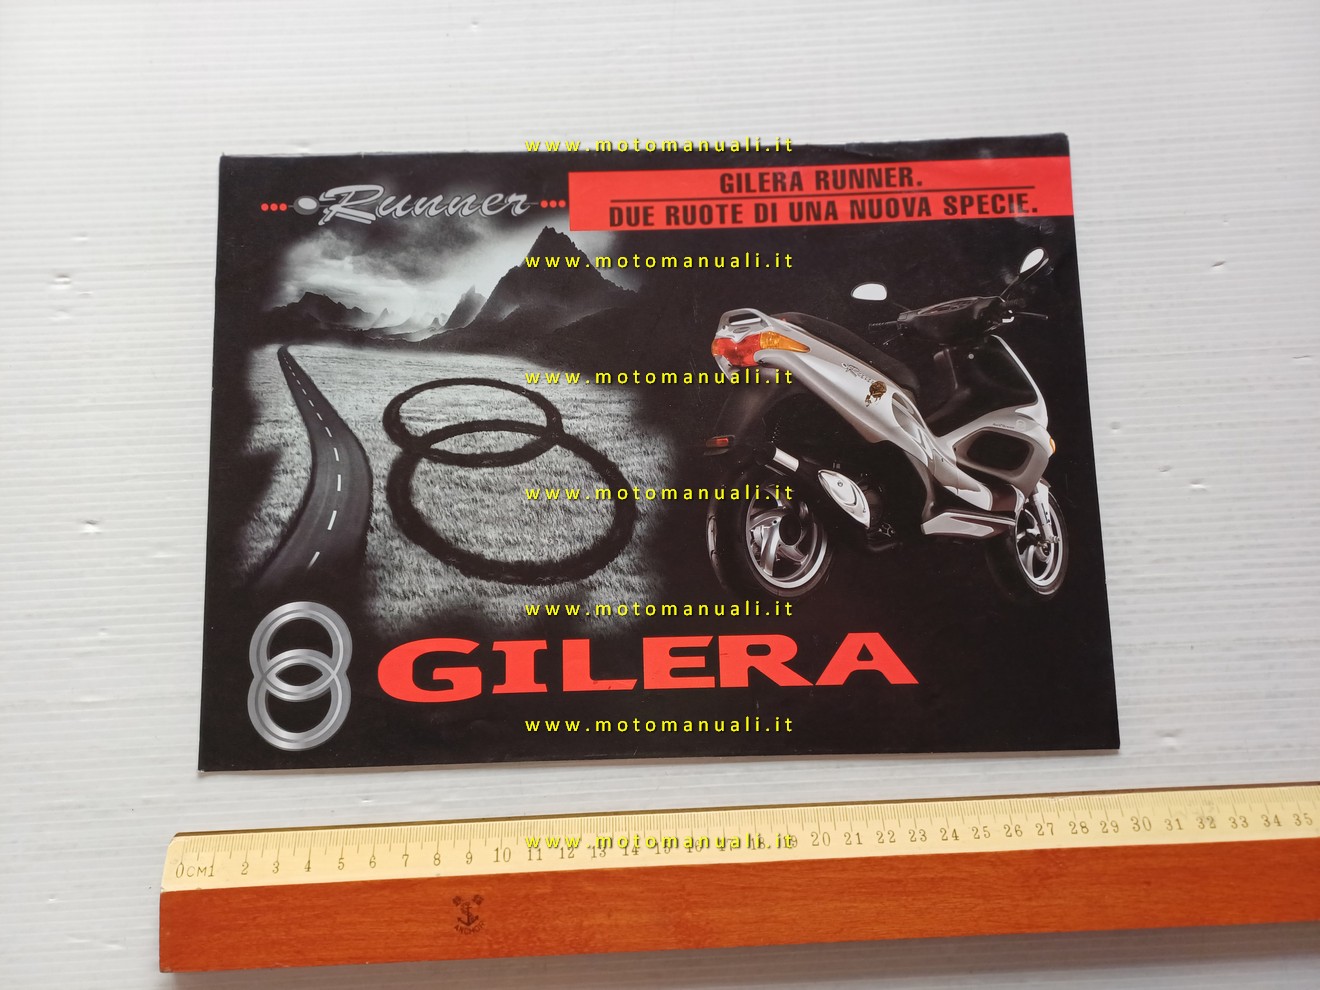 www.motomanuali.it
Runner
GILERA RUNNER.
DUE RUOTE DI UNA NUOVA SPECIE.
www.motomanuali.it
www.motomanuali.it
Runner
www.motomanuali.it
www.motomanuali.it
GILERA
www.motomanuali.it
www.motomanuali.it
0CM1 2 3 4 5 6 7 8 9 10 11 12 13 14 15 16 17 18 19 20 21 22 23 24 25 26 27 28 29 30 31 32 33 34 35
ANCHOR